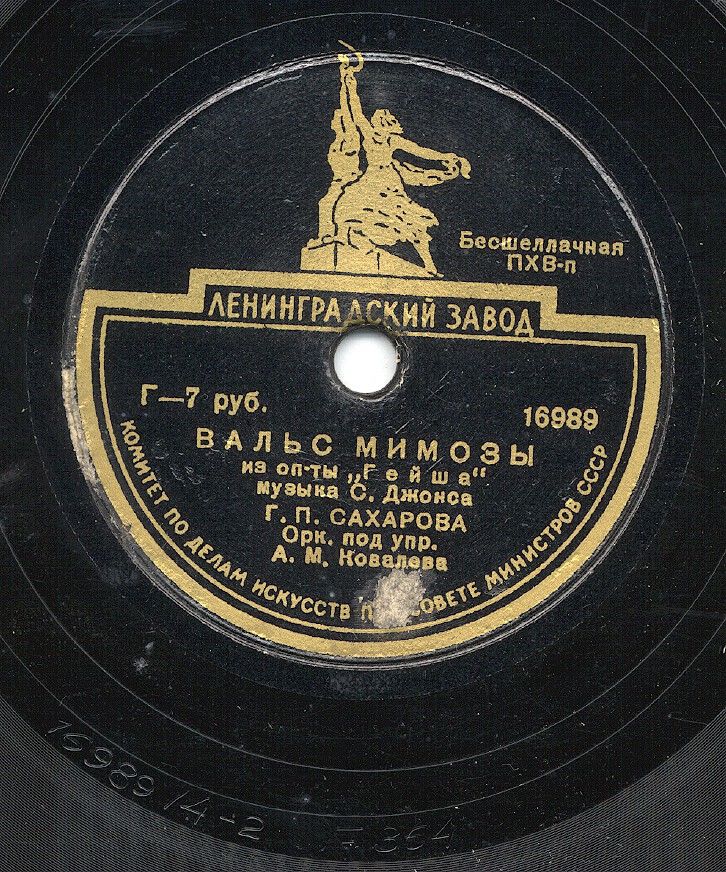 Бесшеллачная
ПХВ-п
ЛЕНИНГРАДСКИЙ ЗАВОД
Г—7 руб.
16989
ВАЛЬС МИМОЗЫ
из оп-ты „Гейша“
музыка С. Джонса
Г. П. САХАРОВА
Орк. под упр.
А. М. Ковалева
КОМИТЕТ ПО ДЕЛАМ ИСКУССТВ СОВЕТЕ МИНИСТРОВ СССР
16989/4-2 =364